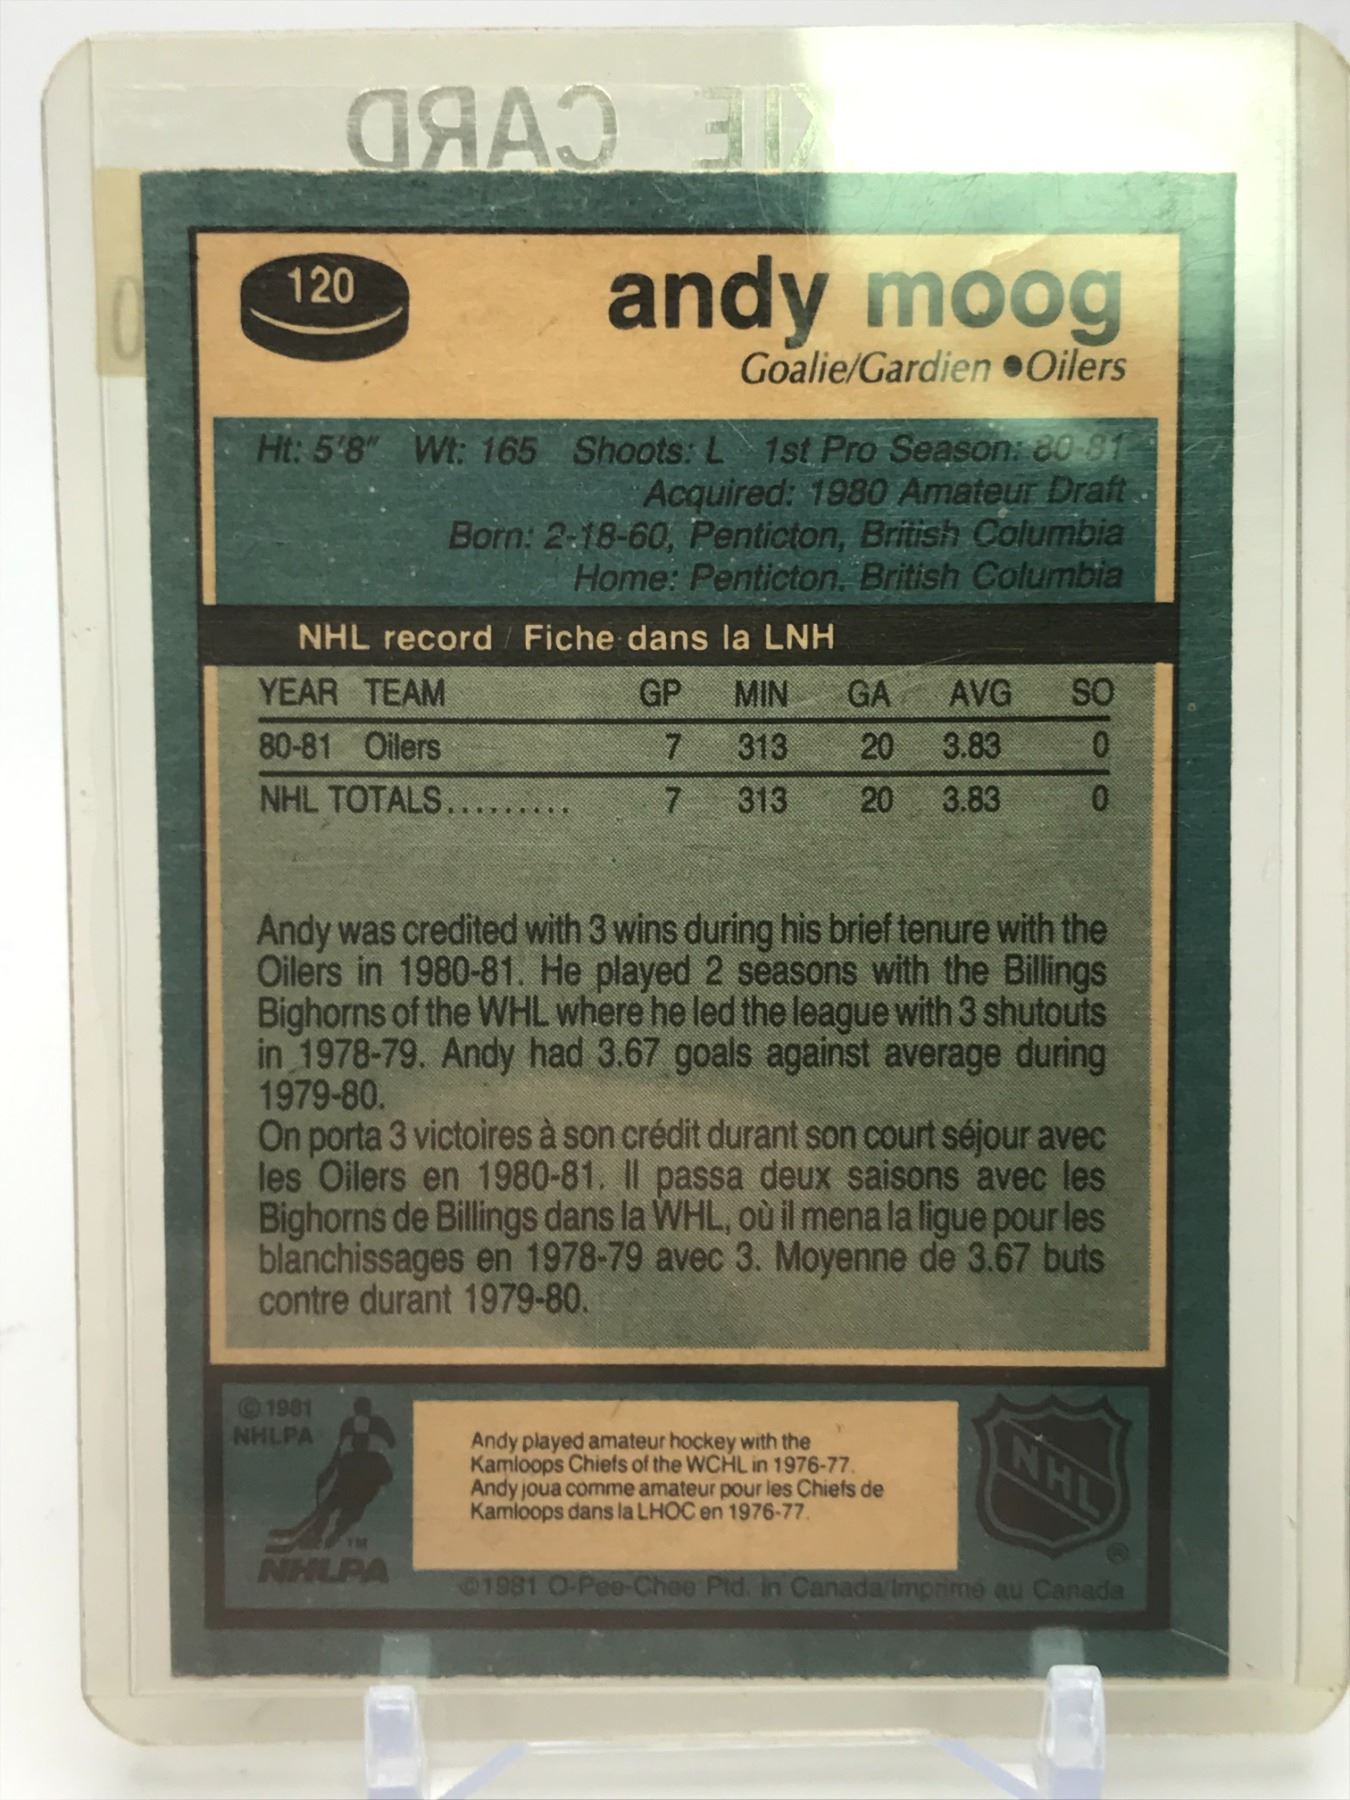 KIE CARD
0
120
andy moog
Goalie/Gardien ●Oilers
Ht: 5'8" Wt: 165 Shoots: L 1st Pro Season: 80-81
Acquired: 1980 Amateur Draft
Born: 2-18-60, Penticton, British Columbia
Home: Penticton, British Columbia
NHL record / Fiche dans la LNH
YEAR TEAM GP MIN GA AVG SO
80-81 Oilers 7 313 20 3.83 0
NHL TOTALS......... 7 313 20 3.83 0
Andy was credited with 3 wins during his brief tenure with the
Oilers in 1980-81. He played 2 seasons with the Billings
Bighorns of the WHL where he led the league with 3 shutouts
in 1978-79. Andy had 3.67 goals against average during
1979-80.
On porta 3 victoires à son crédit durant son court séjour avec
les Oilers en 1980-81. Il passa deux saisons avec les
Bighorns de Billings dans la WHL, où il mena la ligue pour les
blanchissages en 1978-79 avec 3. Moyenne de 3.67 buts
contre durant 1979-80.
©1981
NHLPA
TM
NHLPA
Andy played amateur hockey with the
Kamloops Chiefs of the WCHL in 1976-77.
Andy joua comme amateur pour les Chiefs de
Kamloops dans la LHOC en 1976-77.
NHL
®
©1981 O-Pee-Chee Ptd. in Canada/Imprimé au Canada